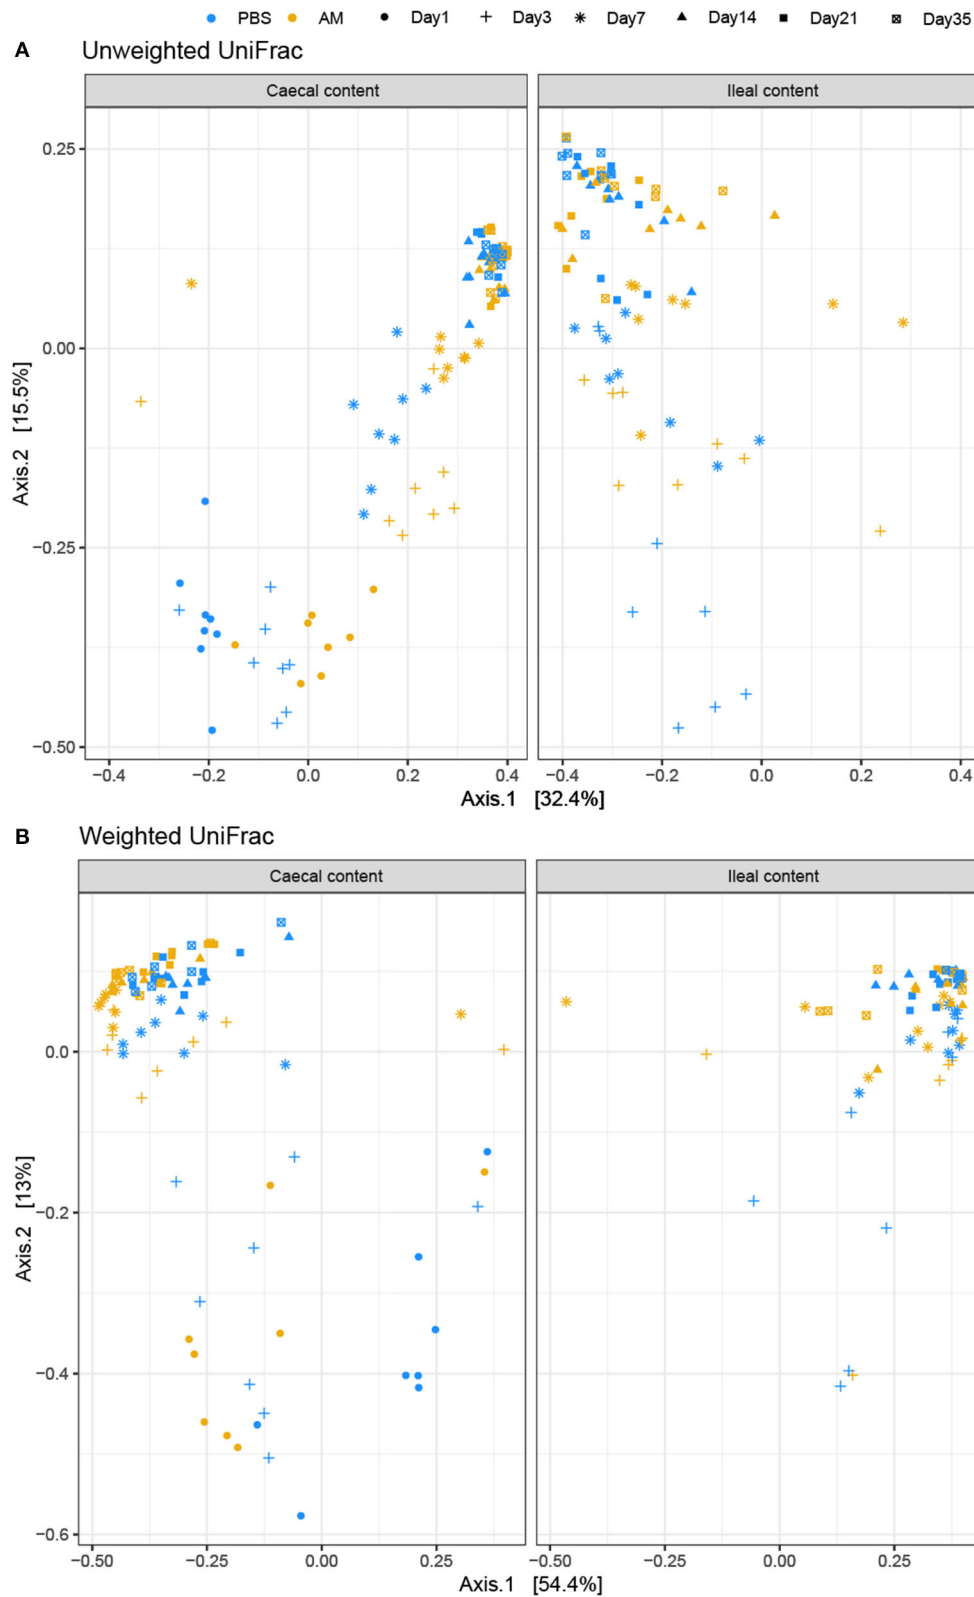 PBS AM Day1 Day3 Day7 Day14 Day21 Day35
A Unweighted UniFrac
Caecal content Ileal content
0.25
0.00
−0.25
−0.50
Axis.2 [15.5%]
−0.4 −0.2 0.0 0.2 0.4 −0.4 −0.2 0.0 0.2 0.4
Axis.1 [32.4%]
B Weighted UniFrac
Caecal content Ileal content
0.0
−0.2
−0.4
−0.6
Axis.2 [13%]
−0.50 −0.25 0.00 0.25 −0.50 −0.25 0.00 0.25
Axis.1 [54.4%]